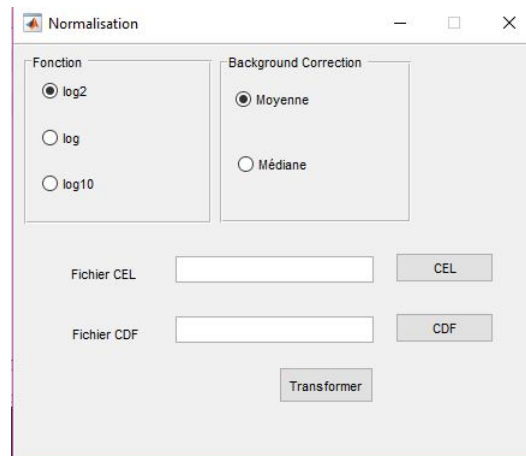 Normalisation
Fonction
log2
log
log10
Background Correction
Moyenne
Médiane
Fichier CEL
CEL
Fichier CDF
CDF
Transformer